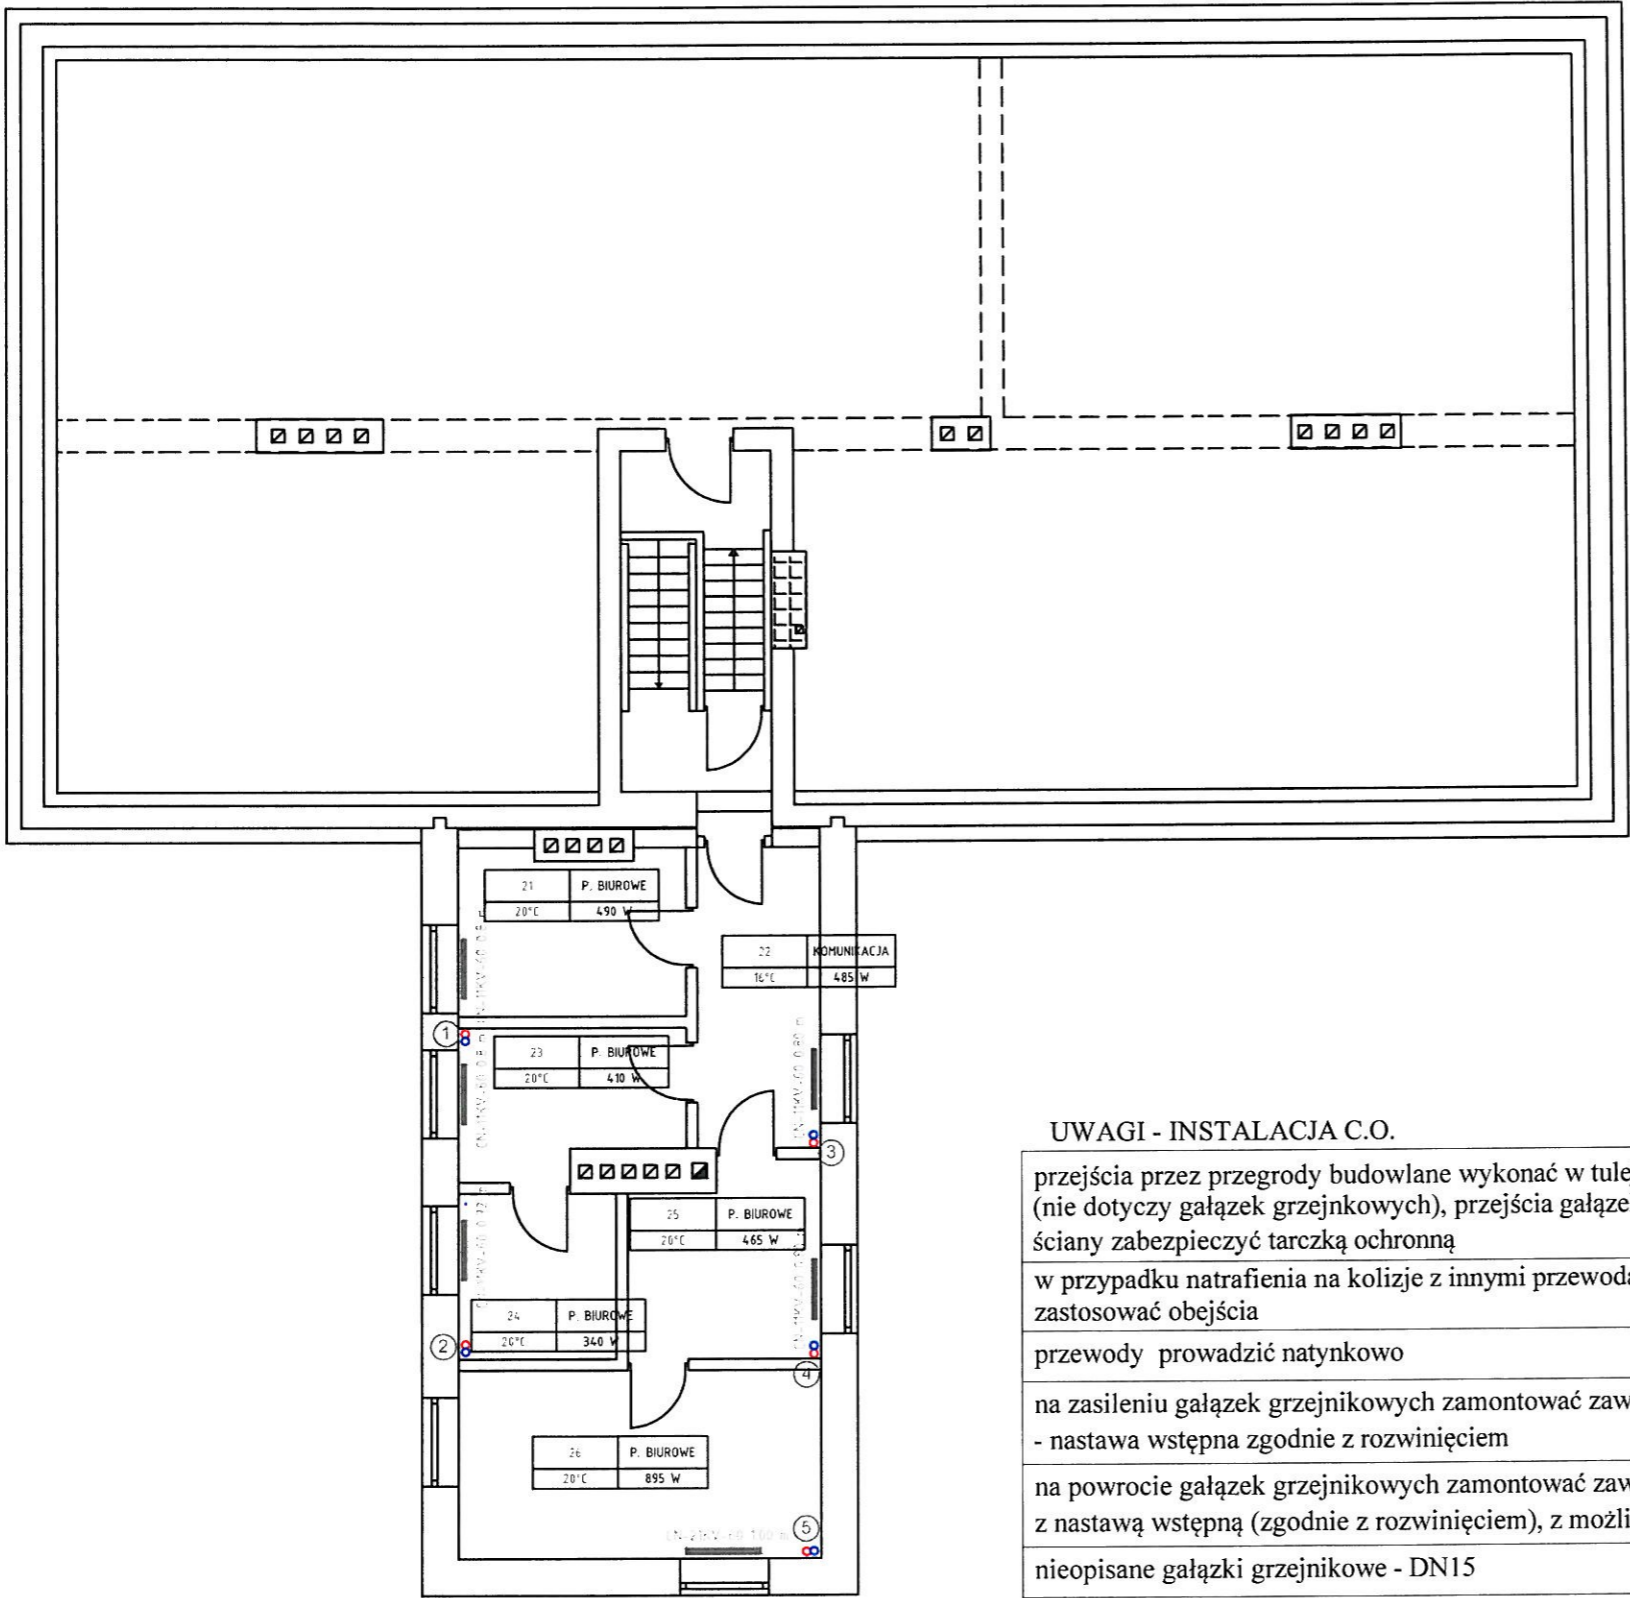 21 P. BIUROWE
20°C 490 W
22 KOMUNIKACJA
16°C 485 W
1
23 P. BIUROWE
20°C 410 W
3
25 P. BIUROWE
20°C 465 W
24 P. BIUROWE
20°C 340 W
2
4
26 P. BIUROWE
20°C 895 W
5
UWAGI - INSTALACJA C.O.
przejścia przez przegrody budowlane wykonać w tule
(nie dotyczy gałązek grzejnkowych), przejścia gałąze
ściany zabezpieczyć tarczką ochronną
w przypadku natrafienia na kolizje z innymi przewoda
zastosować obejścia
przewody prowadzić natynkowo
na zasileniu gałązek grzejnikowych zamontować zaw
- nastawa wstępna zgodnie z rozwinięciem
na powrocie gałązek grzejnikowych zamontować zaw
z nastawą wstępną (zgodnie z rozwinięciem), z możli
nieopisane gałązki grzejnikowe - DN15